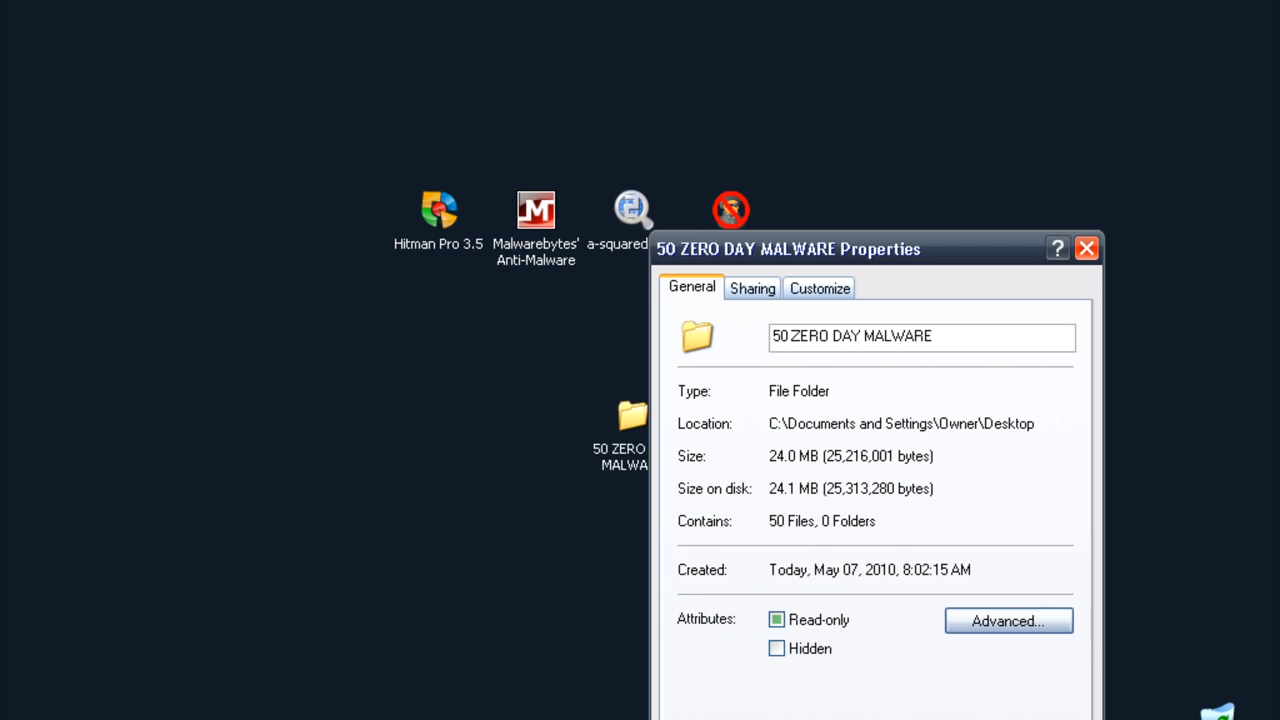 Hitman Pro 3.5
Malwarebytes'
Anti-Malware
a-squared
50 ZERO
MALWA
50 ZERO DAY MALWARE Properties
?
General
Sharing
Customize
50 ZERO DAY MALWARE
Type: File Folder
Location: C:\Documents and Settings\Owner\Desktop
Size: 24.0 MB (25,216,001 bytes)
Size on disk: 24.1 MB (25,313,280 bytes)
Contains: 50 Files, 0 Folders
Created: Today, May 07, 2010, 8:02:15 AM
Attributes: Read-only
Advanced...
Hidden